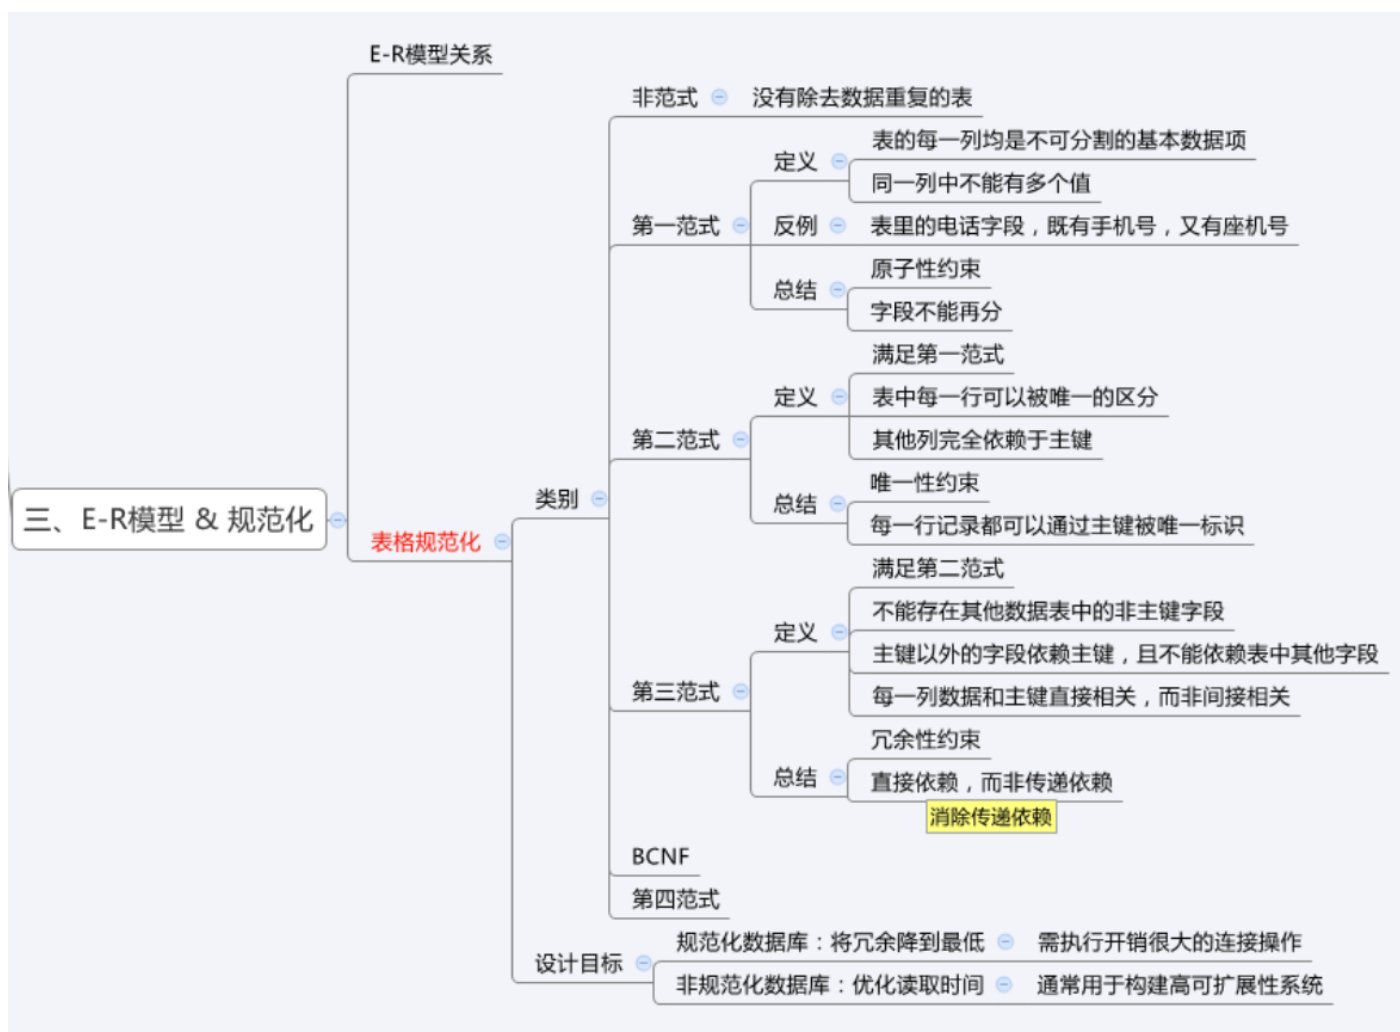 E-R模型关系
非范式
没有除去数据重复的表
表的每一列均是不可分割的基本数据项
定义
同一列中不能有多个值
第一范式
反例
表里的电话字段，既有手机号，又有座机号
原子性约束
总结
字段不能再分
满足第一范式
定义
表中每一行可以被唯一的区分
第二范式
其他列完全依赖于主键
唯一性约束
类别
总结
三、E-R模型 & 规范化
每一行记录都可以通过主键被唯一标识
表格规范化
满足第二范式
不能存在其他数据表中的非主键字段
定义
主键以外的字段依赖主键，且不能依赖表中其他字段
第三范式
每一列数据和主键直接相关，而非间接相关
冗余性约束
总结
直接依赖，而非传递依赖
消除传递依赖
BCNF
第四范式
规范化数据库：将冗余降到最低
需执行开销很大的连接操作
设计目标
非规范化数据库：优化读取时间
通常用于构建高可扩展性系统